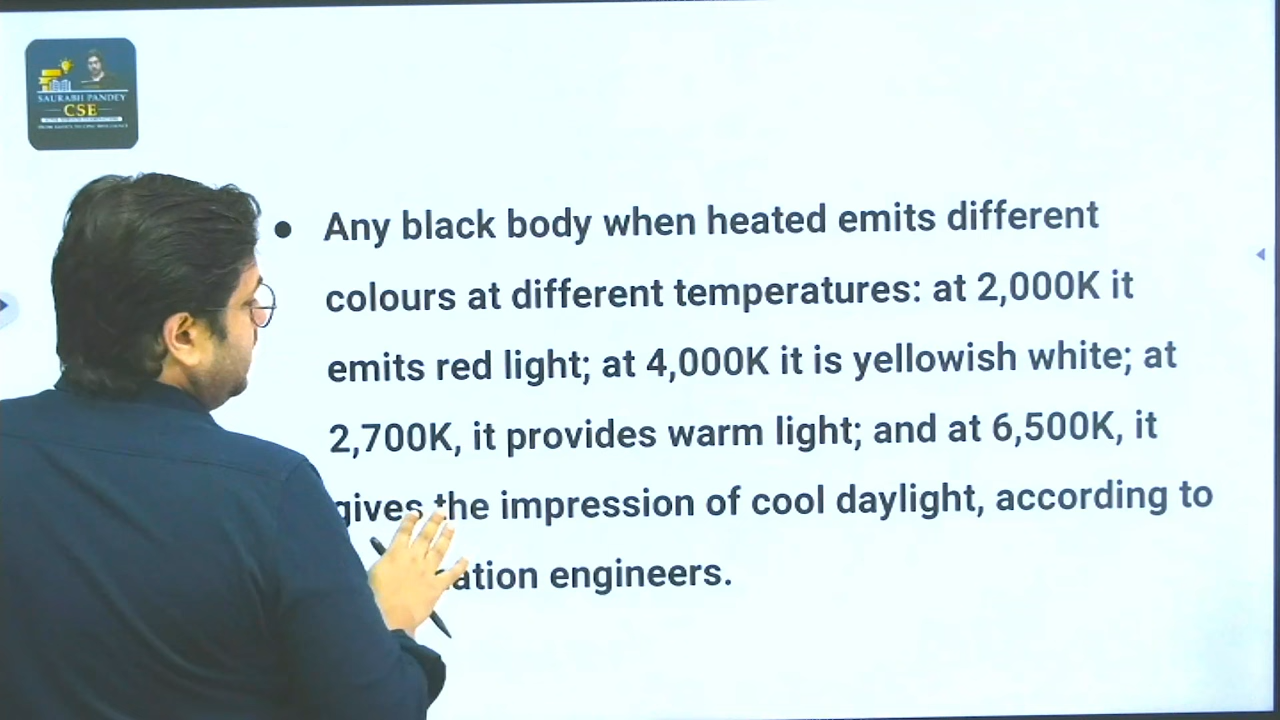 SAURABH PANDEY
CSE
Any black body when heated emits different
colours at different temperatures: at 2,000K it
emits red light; at 4,000K it is yellowish white; at
2,700K, it provides warm light; and at 6,500K, it
gives the impression of cool daylight, according to
engineers.